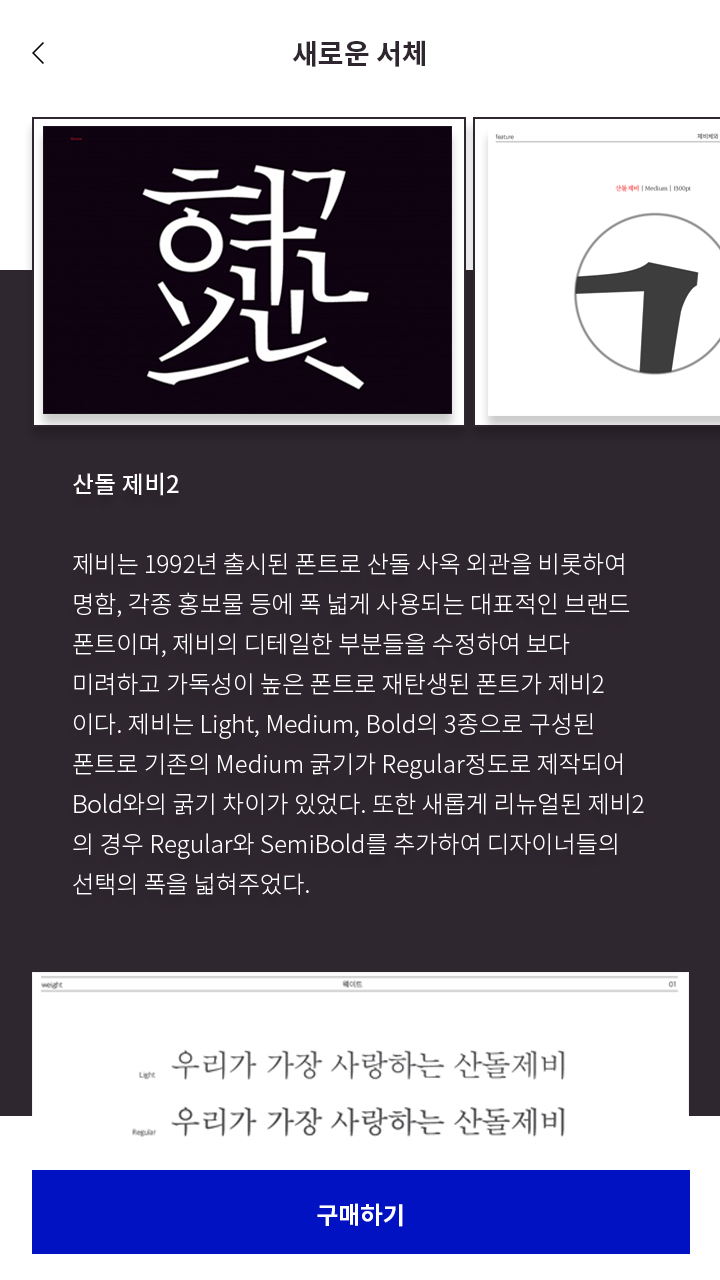 새로운 서체
feature
산돌 제비 | Medium | 1300pt
산돌 제비2
제비는 1992년 출시된 폰트로 산돌 사옥 외관을 비롯하여
명함, 각종 홍보물 등에 폭 넓게 사용되는 대표적인 브랜드
폰트이며, 제비의 디테일한 부분들을 수정하여 보다
미려하고 가독성이 높은 폰트로 재탄생된 폰트가 제비2
이다. 제비는 Light, Medium, Bold의 3종으로 구성된
폰트로 기존의 Medium 굵기가 Regular정도로 제작되어
Bold와의 굵기 차이가 있었다. 또한 새롭게 리뉴얼된 제비2
의 경우 Regular와 SemiBold를 추가하여 디자이너들의
선택의 폭을 넓혀주었다.
weight 웨이트 01
Light 우리가 가장 사랑하는 산돌제비
Regular 우리가 가장 사랑하는 산돌제비
구매하기